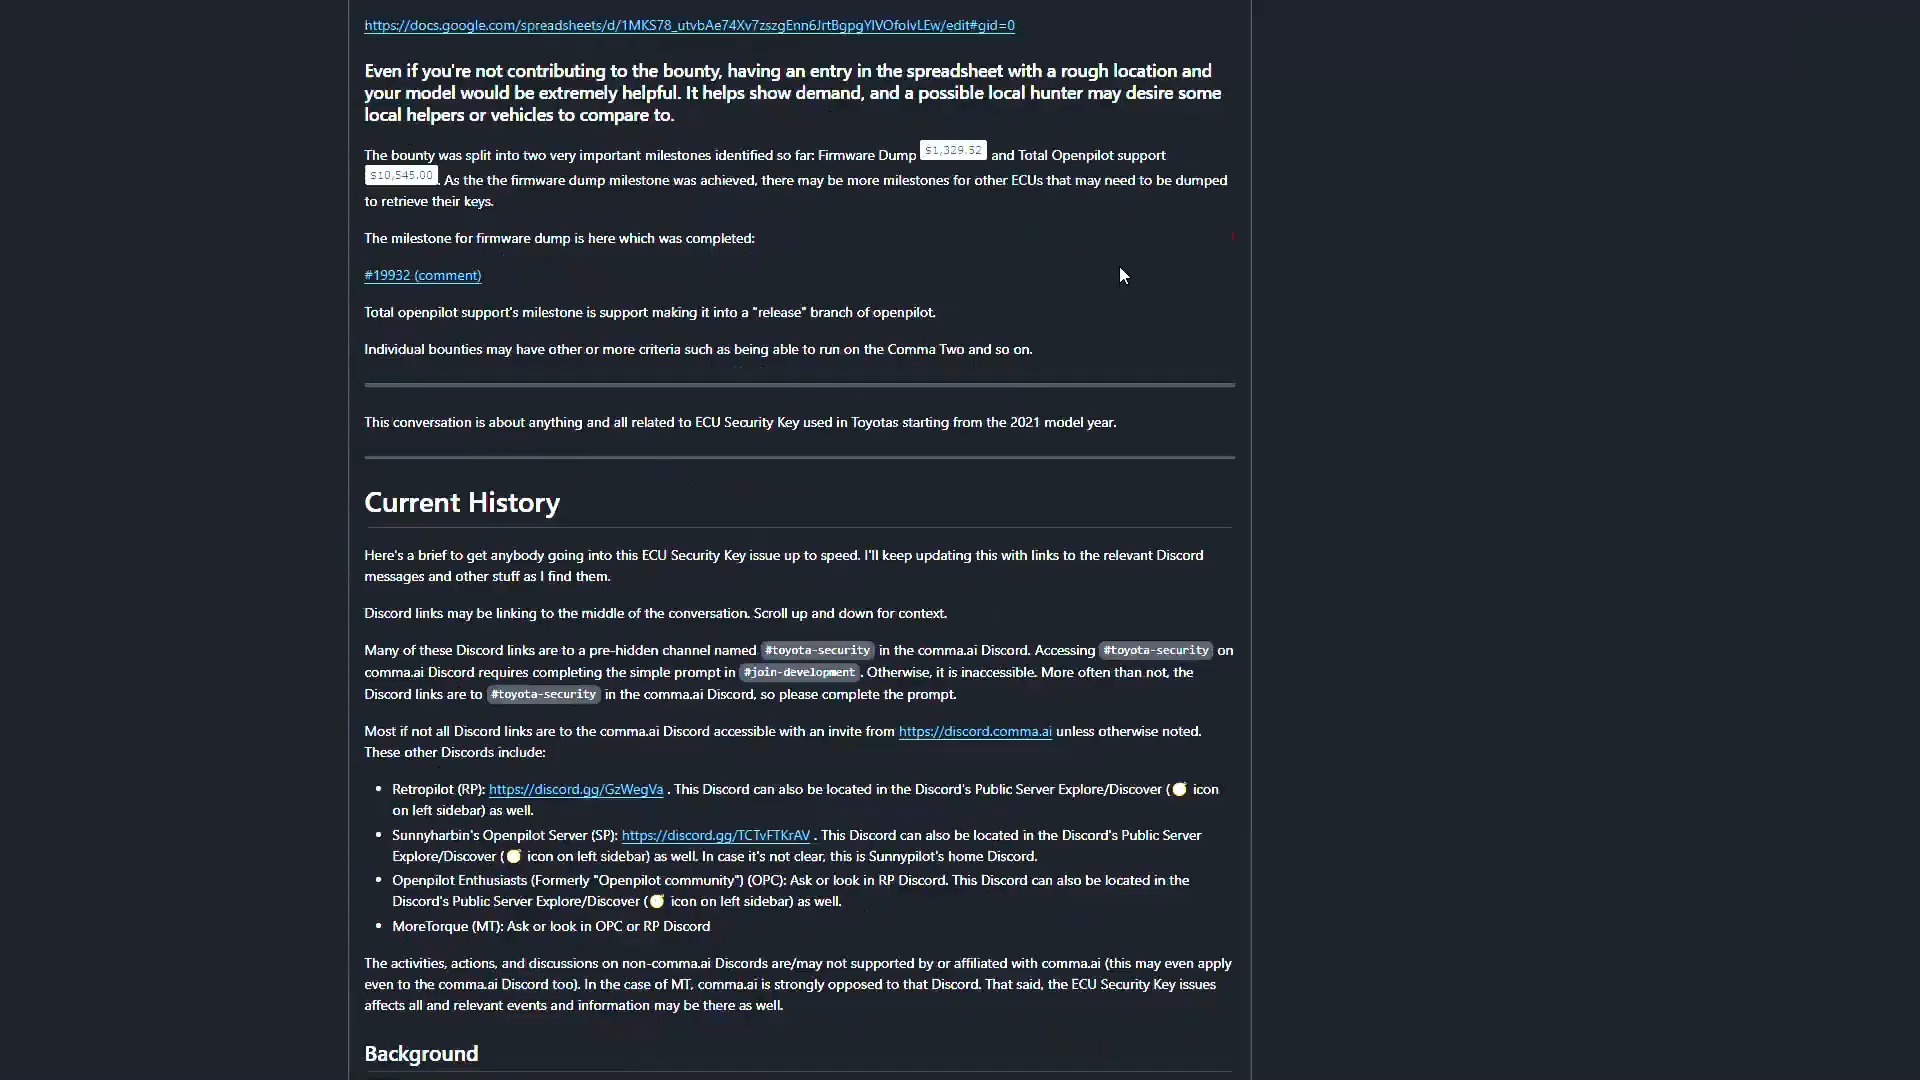 https://docs.google.com/spreadsheets/d/1MKS78_utvbAe74Xv7zszgEnn6JrtBgpgYlVOfoIvLEw/edit#gid=0
Even if you're not contributing to the bounty, having an entry in the spreadsheet with a rough location and
your model would be extremely helpful. It helps show demand, and a possible local hunter may desire some
local helpers or vehicles to compare to.
The bounty was split into two very important milestones identified so far: Firmware Dump $1,329.52 and Total Openpilot support
$10,545.00. As the the firmware dump milestone was achieved, there may be more milestones for other ECUs that may need to be dumped
to retrieve their keys.
The milestone for firmware dump is here which was completed:
#19932 (comment)
Total openpilot support's milestone is support making it into a "release" branch of openpilot.
Individual bounties may have other or more criteria such as being able to run on the Comma Two and so on.
This conversation is about anything and all related to ECU Security Key used in Toyotas starting from the 2021 model year.
Current History
Here's a brief to get anybody going into this ECU Security Key issue up to speed. I'll keep updating this with links to the relevant Discord
messages and other stuff as I find them.
Discord links may be linking to the middle of the conversation. Scroll up and down for context.
Many of these Discord links are to a pre-hidden channel named #toyota-security in the comma.ai Discord. Accessing #toyota-security on
comma.ai Discord requires completing the simple prompt in #join-development. Otherwise, it is inaccessible. More often than not, the
Discord links are to #toyota-security in the comma.ai Discord, so please complete the prompt.
Most if not all Discord links are to the comma.ai Discord accessible with an invite from https://discord.comma.ai unless otherwise noted.
These other Discords include:
• Retropilot (RP): https://discord.gg/GzWegVa . This Discord can also be located in the Discord's Public Server Explore/Discover ( icon
on left sidebar) as well.
• Sunnyharbin's Openpilot Server (SP): https://discord.gg/TCTvFTKrAV . This Discord can also be located in the Discord's Public Server
Explore/Discover ( icon on left sidebar) as well. In case it's not clear, this is Sunnypilot's home Discord.
• Openpilot Enthusiasts (Formerly "Openpilot community") (OPC): Ask or look in RP Discord. This Discord can also be located in the
Discord's Public Server Explore/Discover ( icon on left sidebar) as well.
• MoreTorque (MT): Ask or look in OPC or RP Discord
The activities, actions, and discussions on non-comma.ai Discords are/may not supported by or affiliated with comma.ai (this may even apply
even to the comma.ai Discord too). In the case of MT, comma.ai is strongly opposed to that Discord. That said, the ECU Security Key issues
affects all and relevant events and information may be there as well.
Background